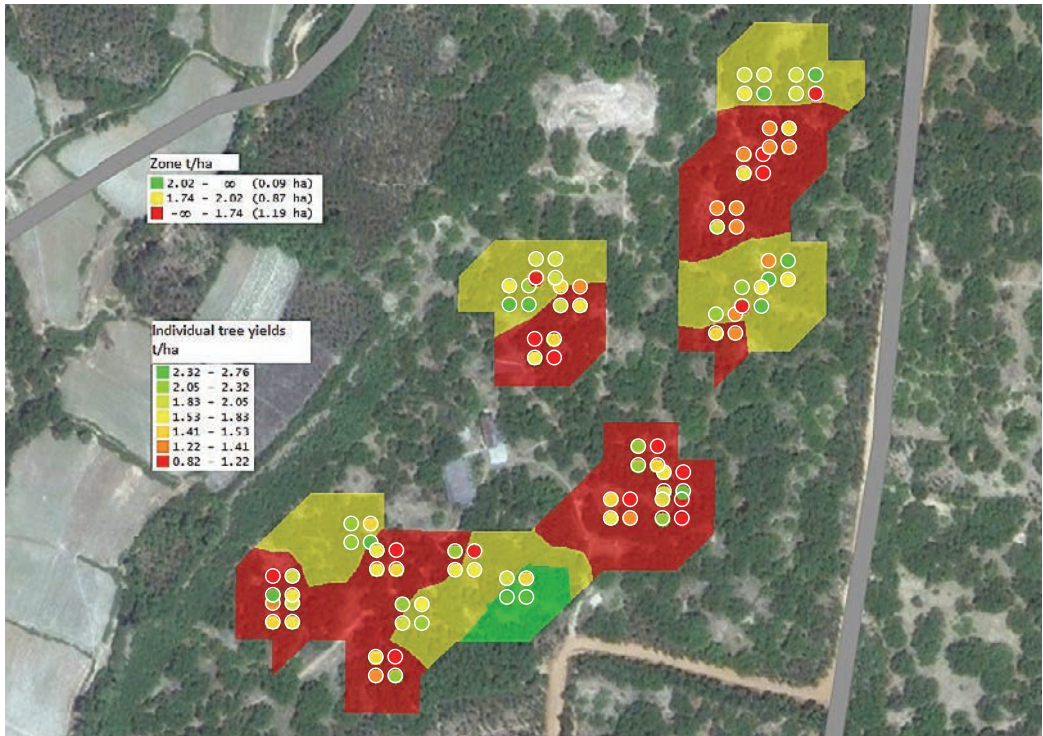 Zone t/ha
2.02 - ∞ (0.09 ha)
1.74 - 2.02 (0.87 ha)
-∞ - 1.74 (1.19 ha)
Individual tree yields
t/ha
2.32 - 2.76
2.05 - 2.32
1.83 - 2.05
1.53 - 1.83
1.41 - 1.53
1.22 - 1.41
0.82 - 1.22